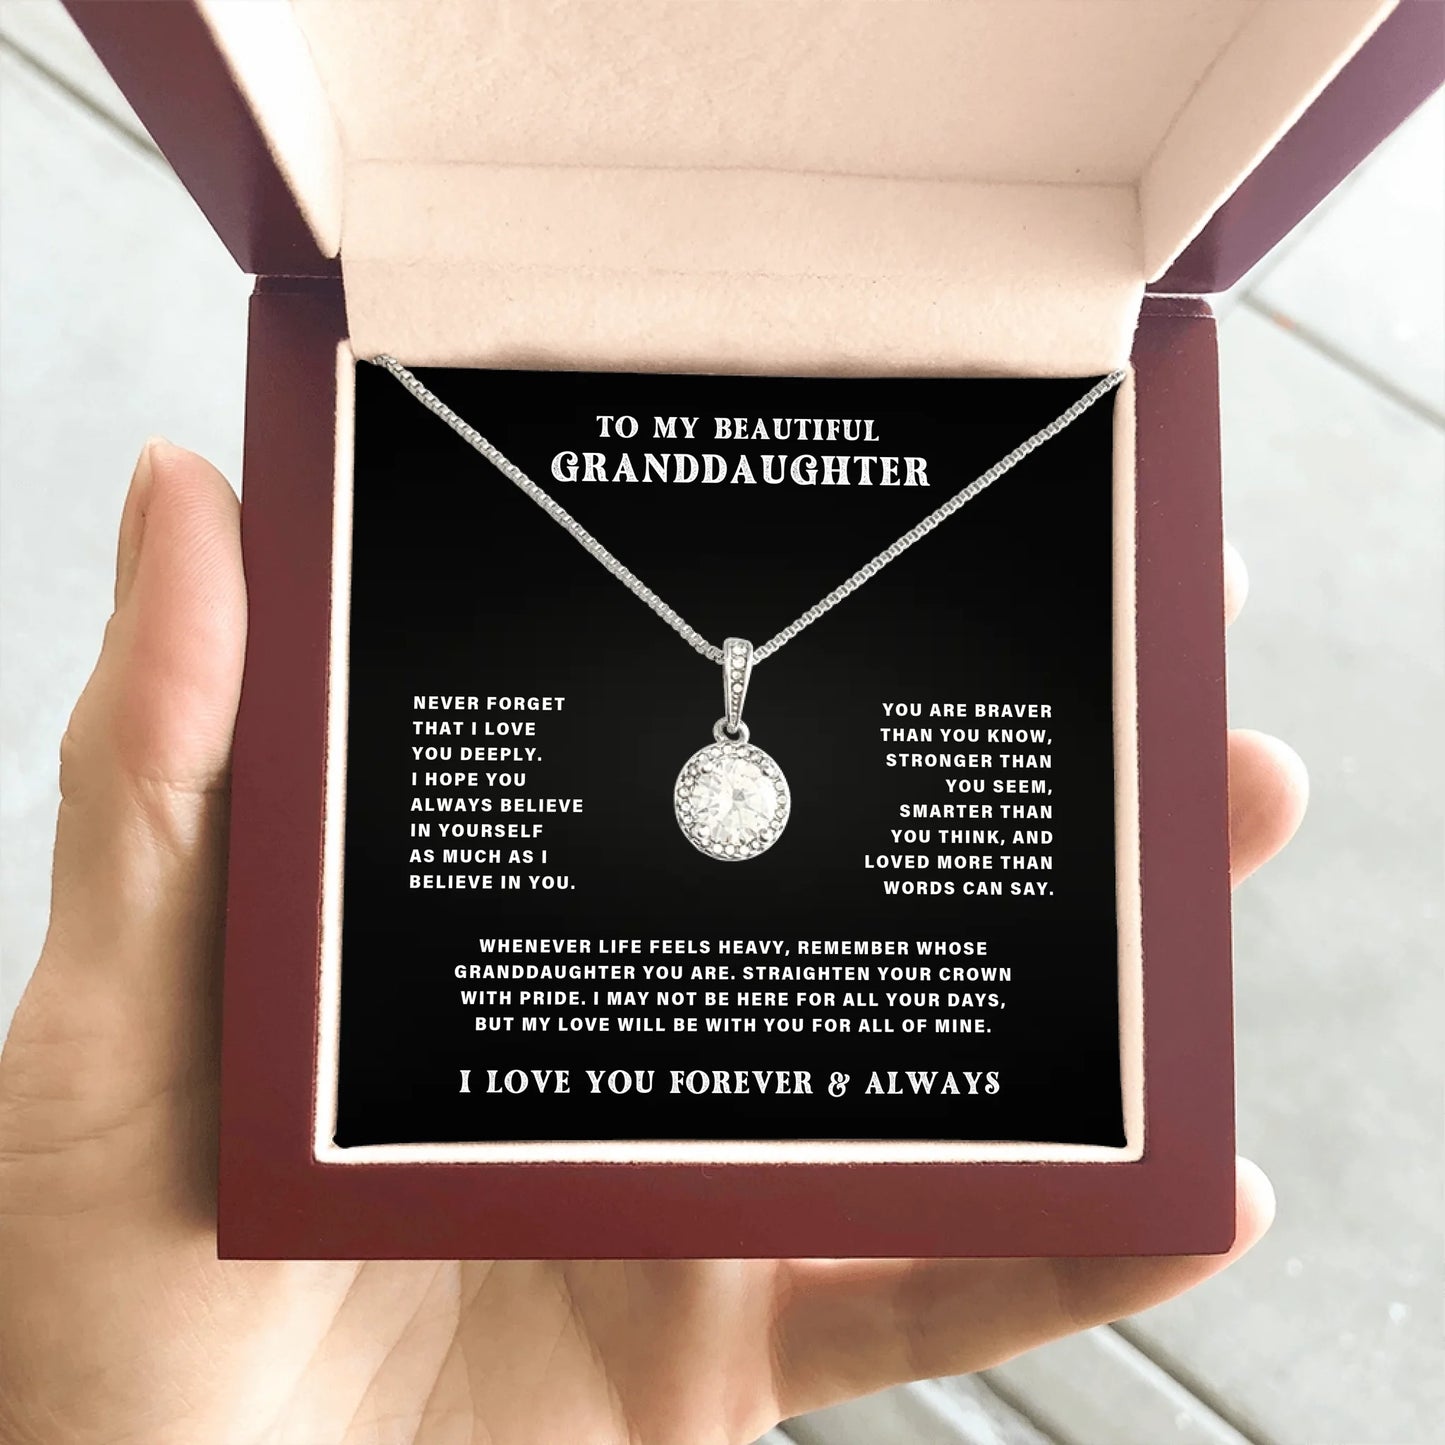 TO MY BEAUTIFUL
GRANDDAUGHTER
NEVER FORGET
THAT I LOVE
YOU DEEPLY.
I HOPE YOU
ALWAYS BELIEVE
IN YOURSELF
AS MUCH AS I
BELIEVE IN YOU.
YOU ARE BRAVER
THAN YOU KNOW,
STRONGER THAN
YOU SEEM,
SMARTER THAN
YOU THINK, AND
LOVED MORE THAN
WORDS CAN SAY.
WHENEVER LIFE FEELS HEAVY, REMEMBER WHOSE
GRANDDAUGHTER YOU ARE. STRAIGHTEN YOUR CROWN
WITH PRIDE. I MAY NOT BE HERE FOR ALL YOUR DAYS,
BUT MY LOVE WILL BE WITH YOU FOR ALL OF MINE.
I LOVE YOU FOREVER & ALWAYS